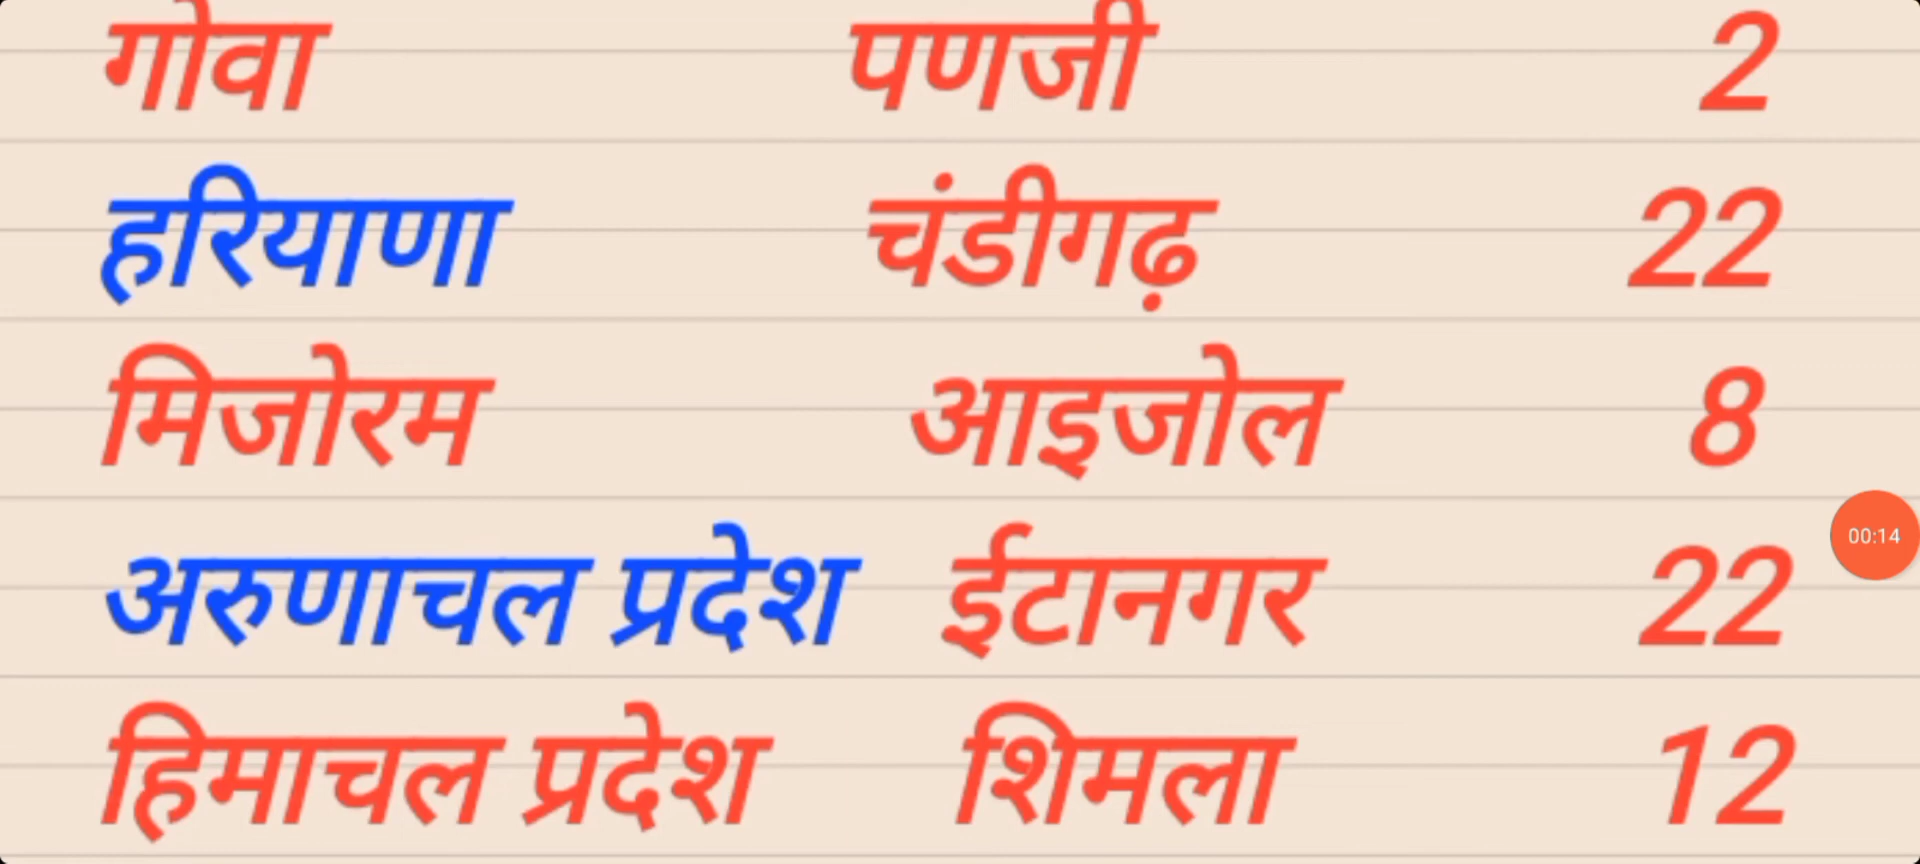 गोवा पणजी 2
हरियाणा चंडीगढ़ 22
मिजोरम आइजोल 8
00:14
अरुणाचल प्रदेश ईटानगर 22
हिमाचल प्रदेश शिमला 12